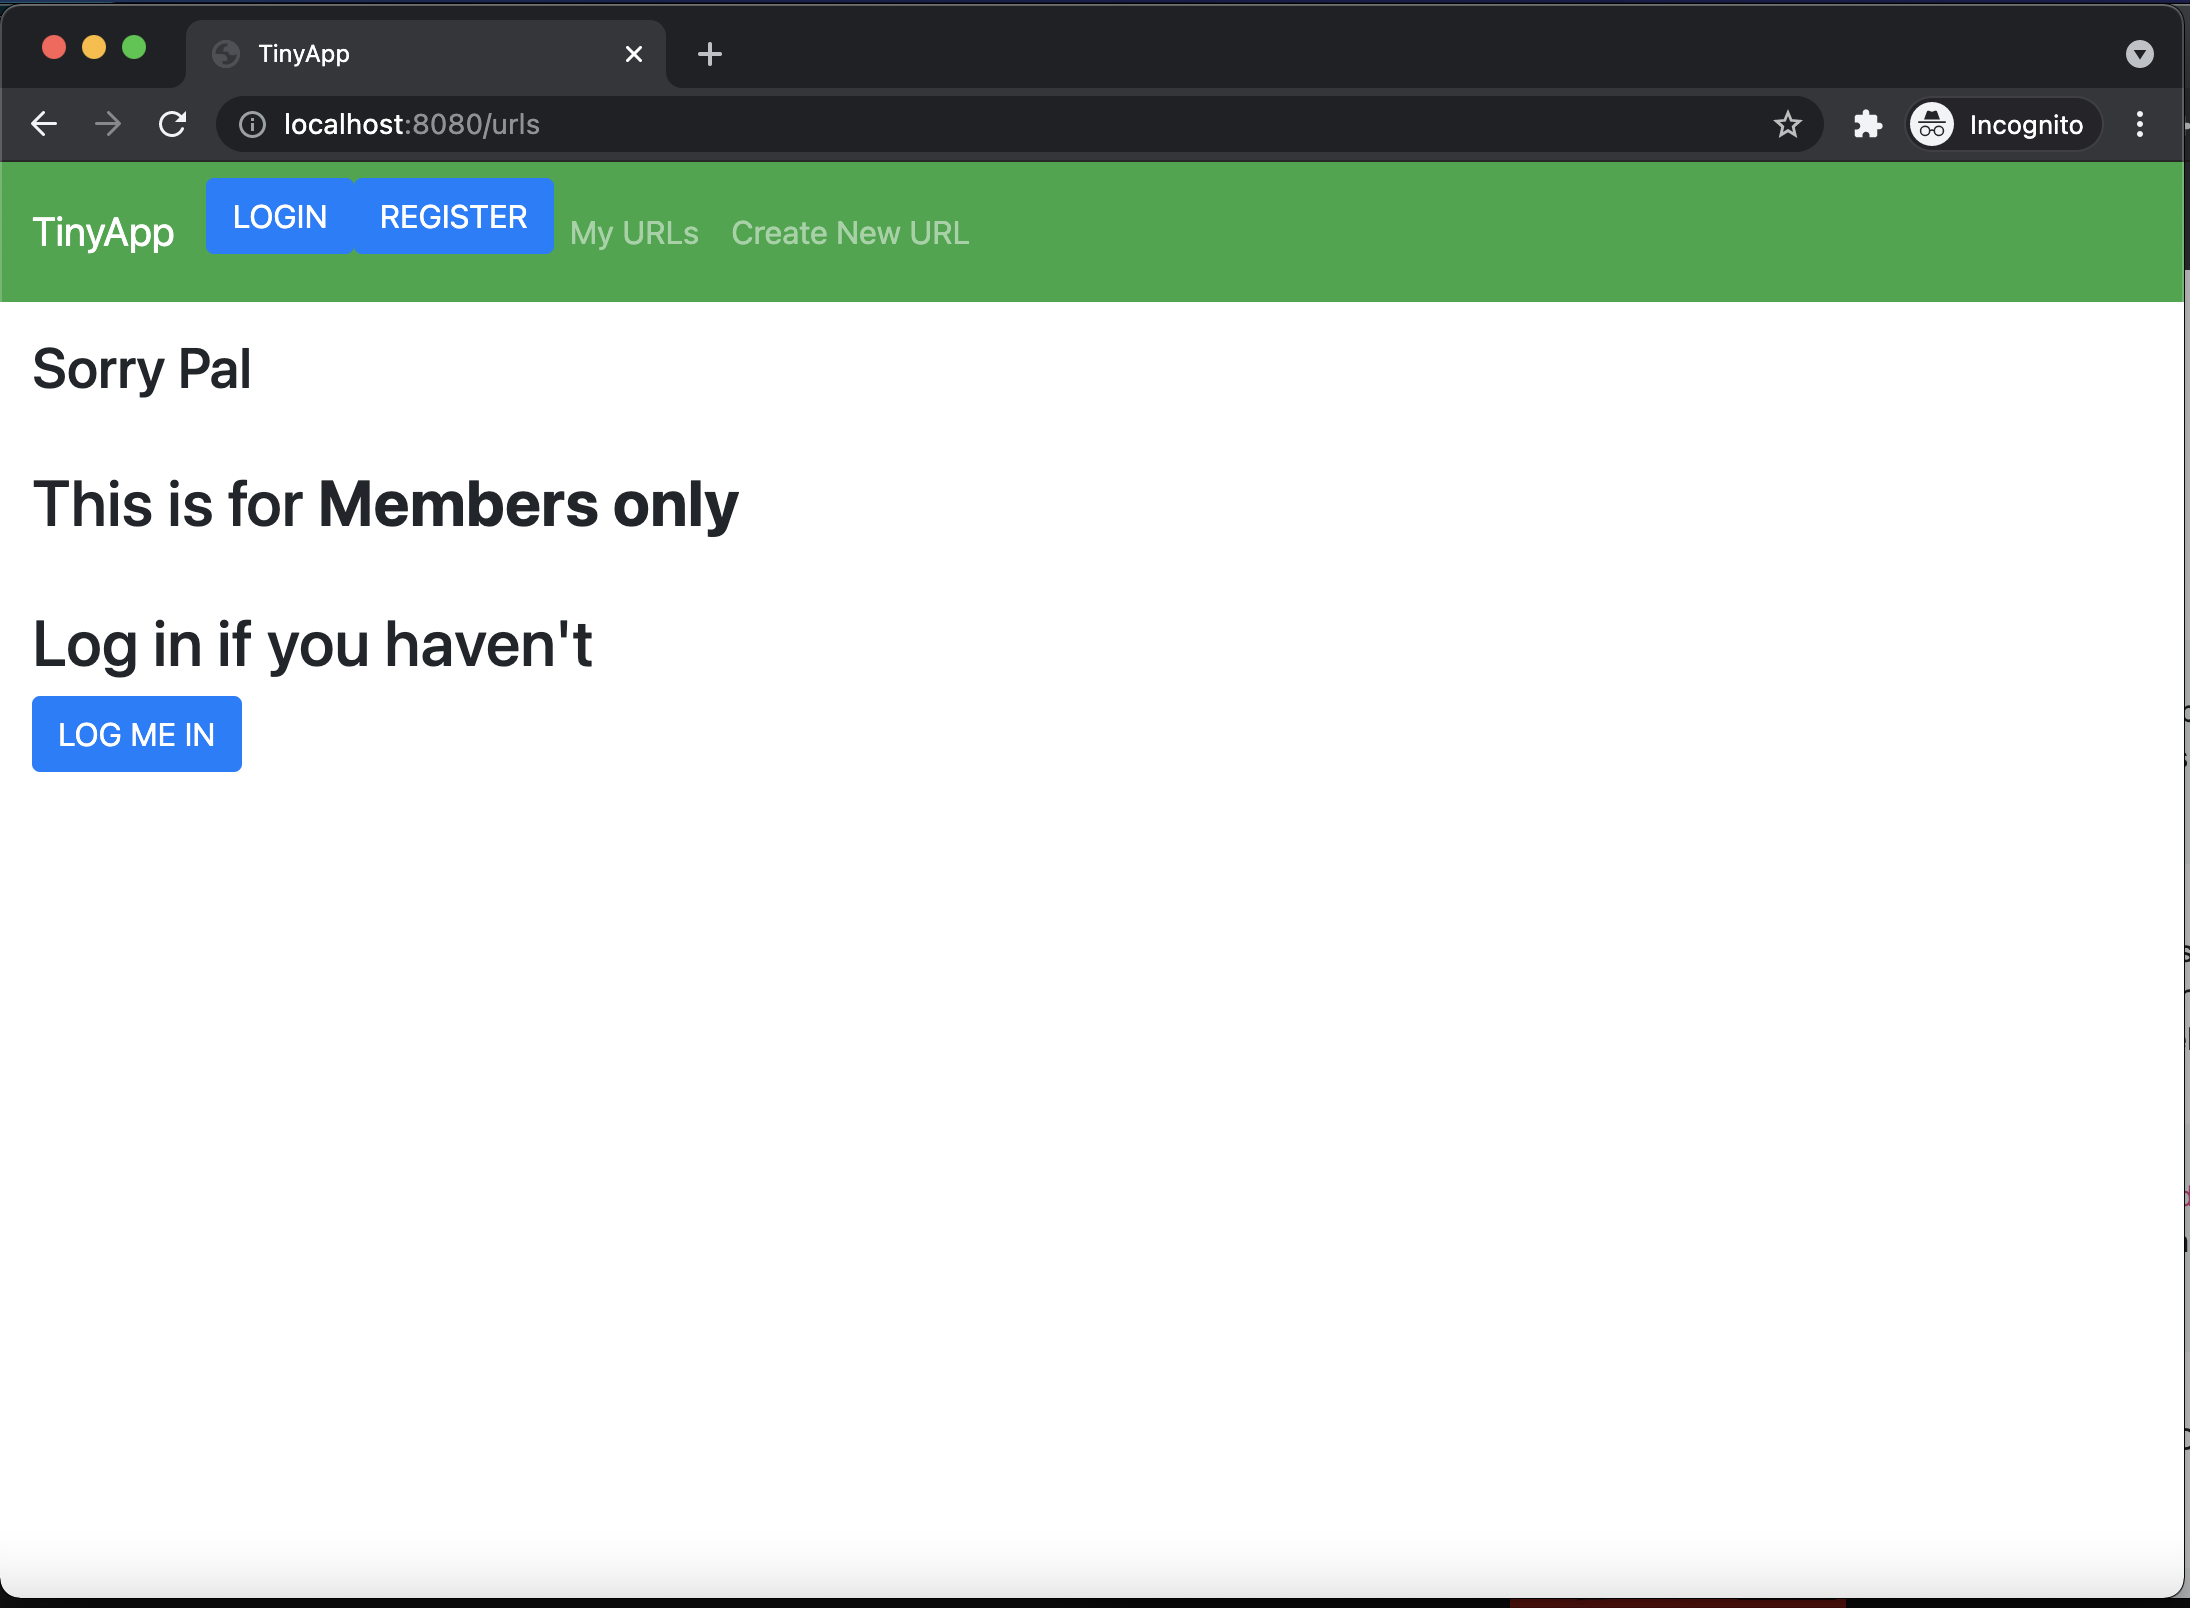 TinyApp
localhost:8080/urls
Incognito
TinyApp LOGIN REGISTER My URLs Create New URL
Sorry Pal
This is for Members only
Log in if you haven't
LOG ME IN